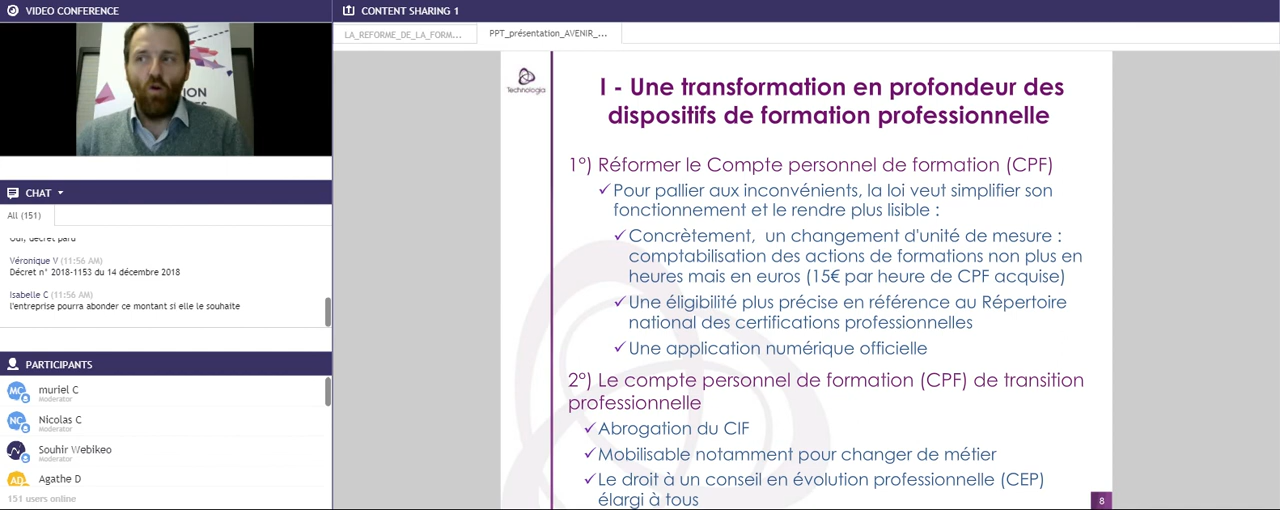 VIDEO CONFERENCE
CHAT
All (151)
Oui, décret paru
Véronique V (11:56 AM)
Décret n° 2018-1153 du 14 décembre 2018
Isabelle C (11:56 AM)
l'entreprise pourra abonder ce montant si elle le souhaite
PARTICIPANTS
MC muriel C
Moderator
NC Nicolas C
Moderator
Souhir Webikeo
Moderator
AD Agathe D
151 users online
CONTENT SHARING 1
LA_REFORME_DE_LA_FORM...
PPT_présentation_AVENIR_...
Technologia
I - Une transformation en profondeur des
dispositifs de formation professionnelle
1°) Réformer le Compte personnel de formation (CPF)
✓Pour pallier aux inconvénients, la loi veut simplifier son
fonctionnement et le rendre plus lisible :
✓Concrètement, un changement d'unité de mesure :
comptabilisation des actions de formations non plus en
heures mais en euros (15€ par heure de CPF acquise)
✓Une éligibilité plus précise en référence au Répertoire
national des certifications professionnelles
✓Une application numérique officielle
2°) Le compte personnel de formation (CPF) de transition
professionnelle
✓Abrogation du CIF
✓Mobilisable notamment pour changer de métier
✓Le droit à un conseil en évolution professionnelle (CEP)
élargi à tous
8